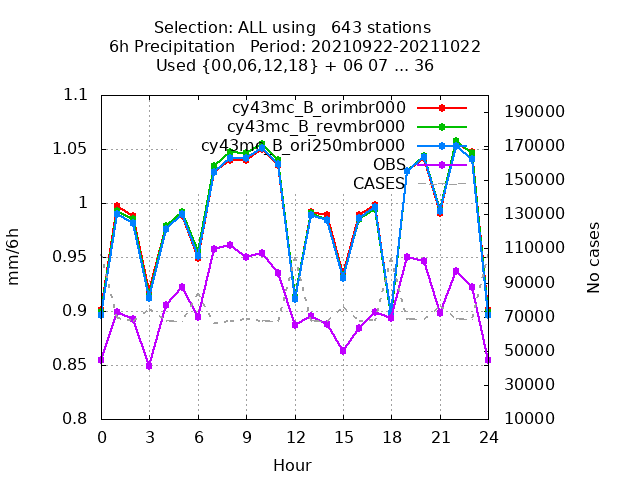 Selection: ALL using   643 stations
6h Precipitation   Period: 20210922-20211022
Used {00,06,12,18} + 06 07 ... 36
1.1
1.05
1
0.95
0.9
0.85
0.8
mm/6h
cy43mc_B_orimbr000
cy43mc_B_revmbr000
cy43mc_B_ori250mbr000
OBS
CASES
190000
170000
150000
130000
110000
90000
70000
50000
30000
10000
No cases
0 3 6 9 12 15 18 21 24
Hour